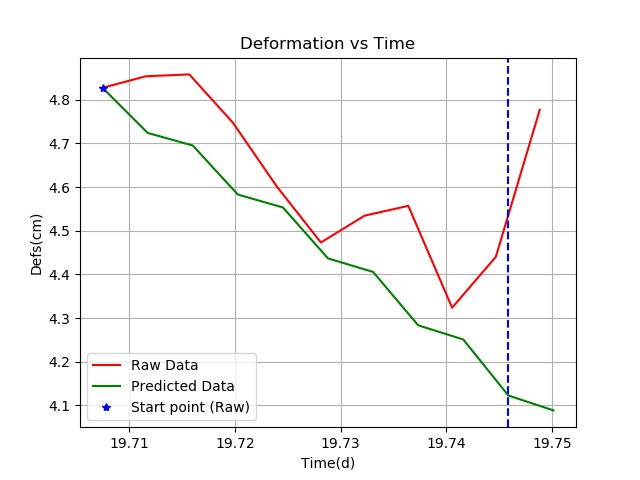 Deformation vs Time
Defs(cm)
4.8
4.7
4.6
4.5
4.4
4.3
4.2
4.1
Raw Data
Predicted Data
Start point (Raw)
19.71 19.72 19.73 19.74 19.75
Time(d)